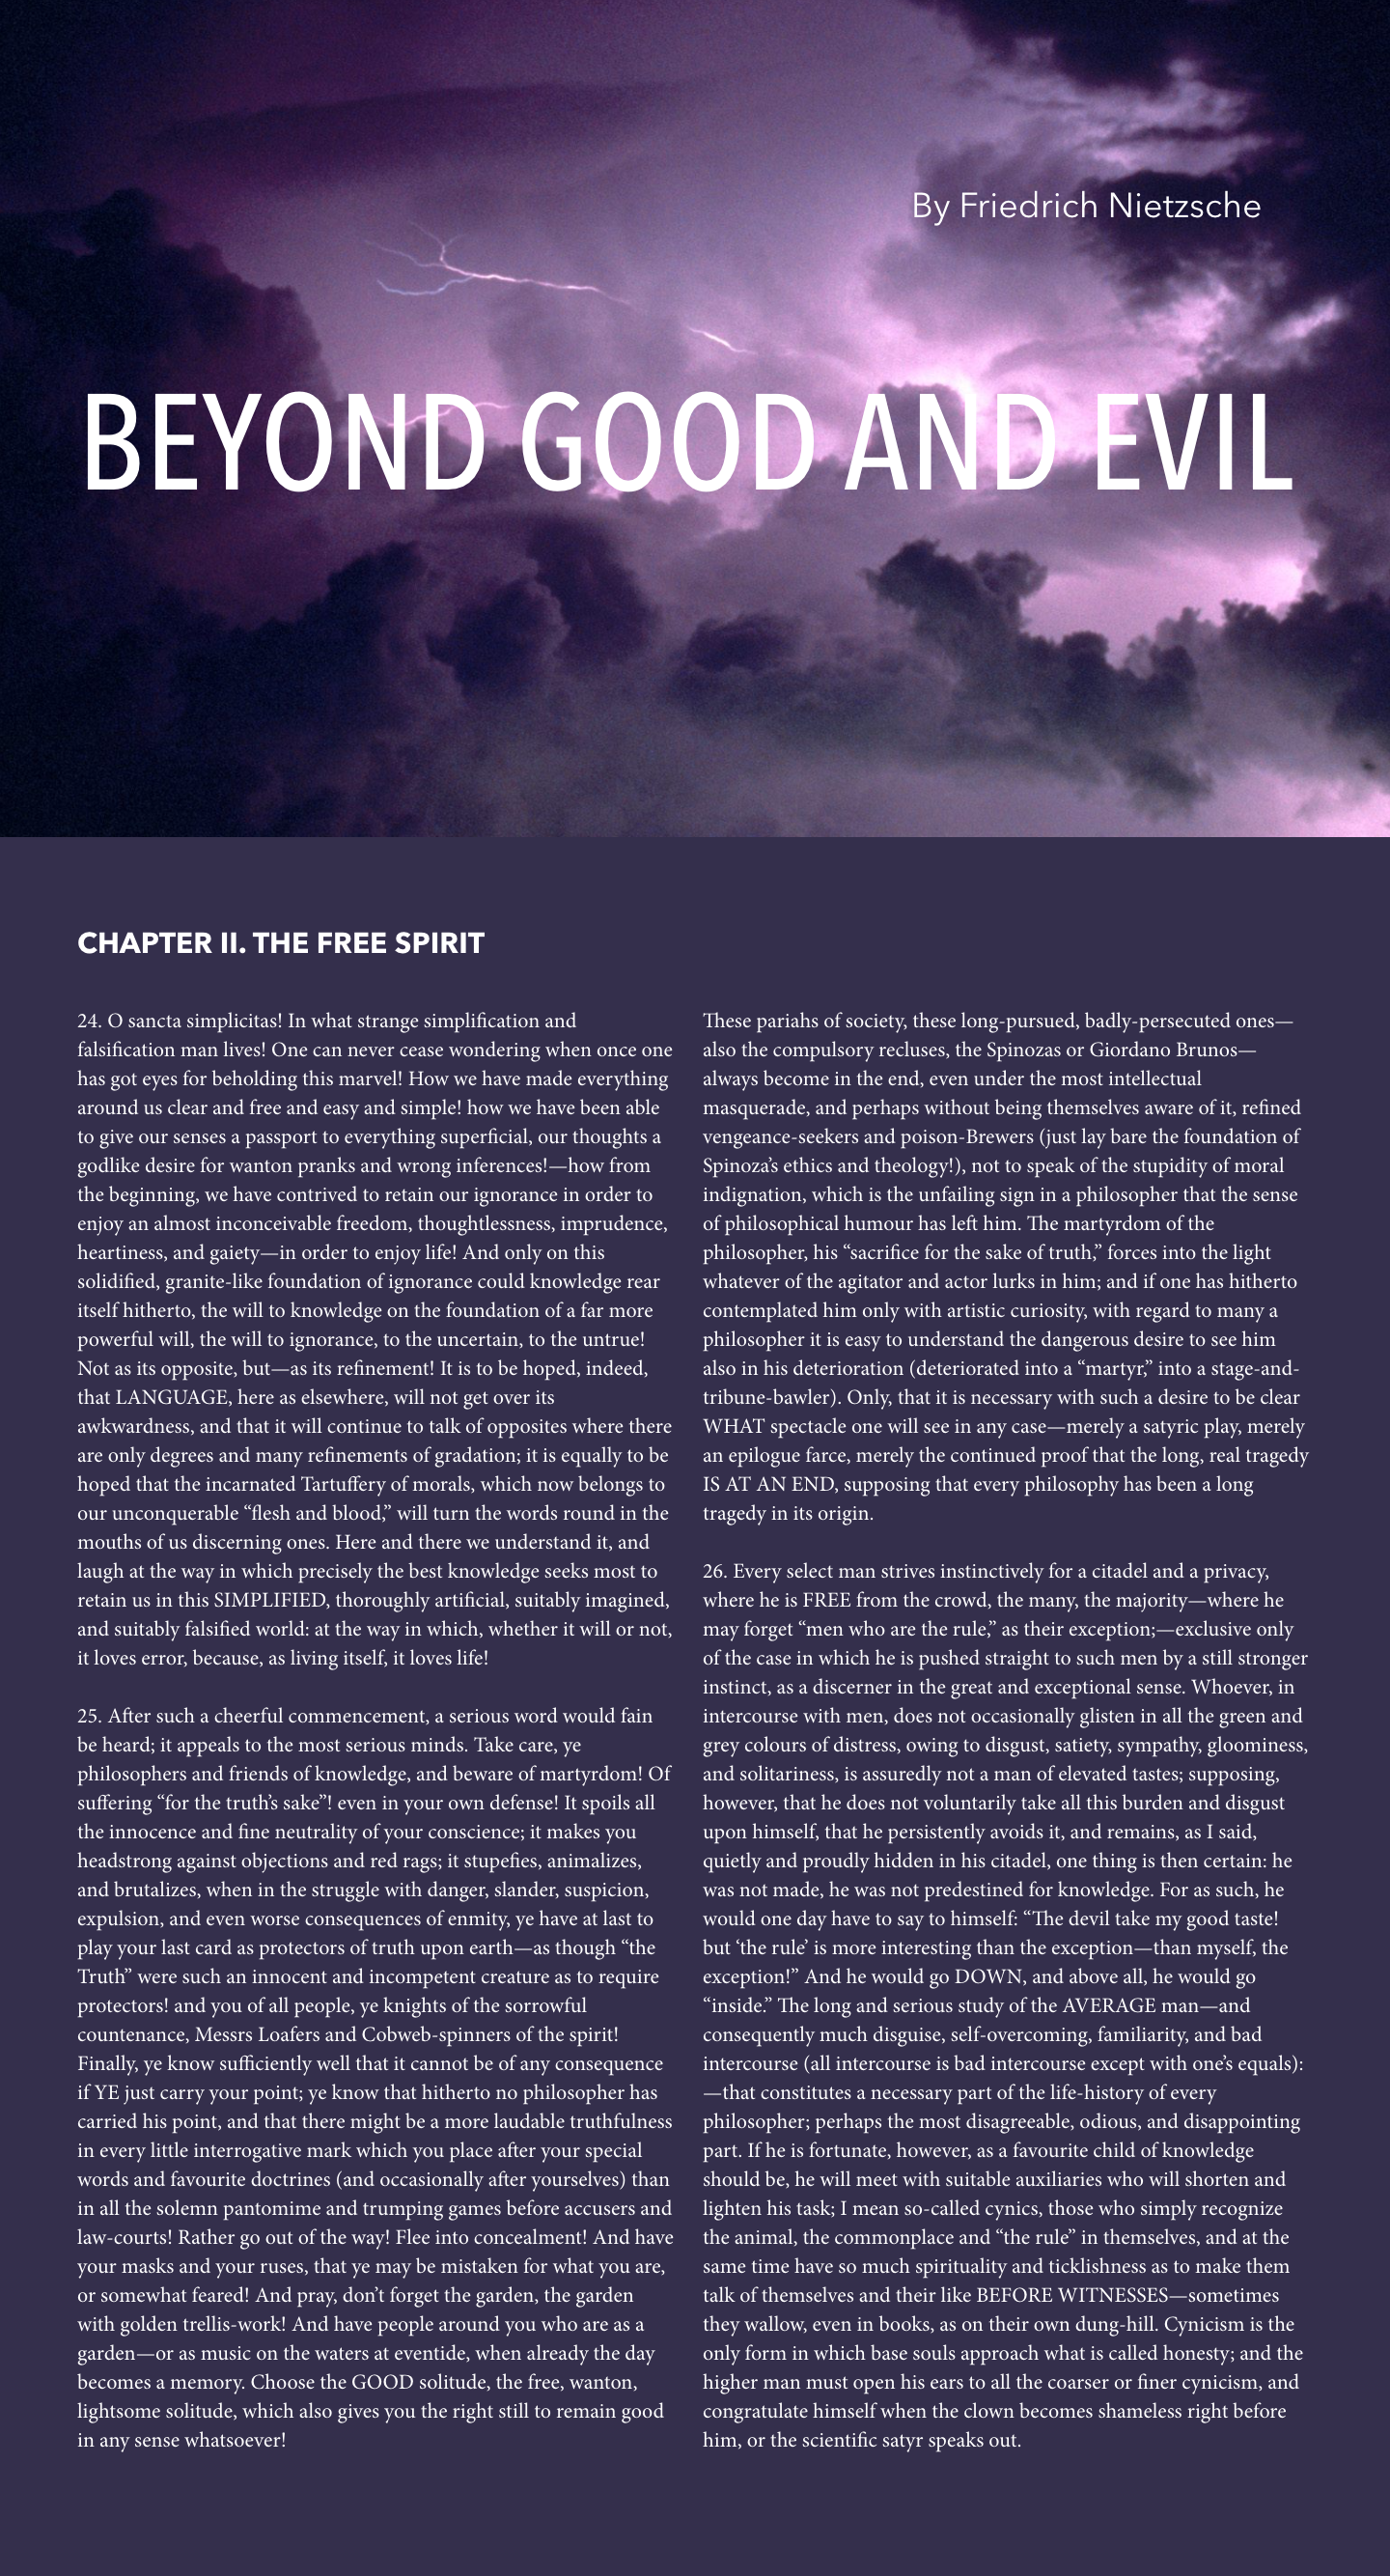 By Friedrich Nietzsche
BEYOND GOOD AND EVIL
CHAPTER II. THE FREE SPIRIT
24. O sancta simplicitas! In what strange simplification and
falsification man lives! One can never cease wondering when once one
has got eyes for beholding this marvel! How we have made everything
around us clear and free and easy and simple! how we have been able
to give our senses a passport to everything superficial, our thoughts a
godlike desire for wanton pranks and wrong inferences!—how from
the beginning, we have contrived to retain our ignorance in order to
enjoy an almost inconceivable freedom, thoughtlessness, imprudence,
heartiness, and gaiety—in order to enjoy life! And only on this
solidified, granite-like foundation of ignorance could knowledge rear
itself hitherto, the will to knowledge on the foundation of a far more
powerful will, the will to ignorance, to the uncertain, to the untrue!
Not as its opposite, but—as its refinement! It is to be hoped, indeed,
that LANGUAGE, here as elsewhere, will not get over its
awkwardness, and that it will continue to talk of opposites where there
are only degrees and many refinements of gradation; it is equally to be
hoped that the incarnated Tartuffery of morals, which now belongs to
our unconquerable “flesh and blood,” will turn the words round in the
mouths of us discerning ones. Here and there we understand it, and
laugh at the way in which precisely the best knowledge seeks most to
retain us in this SIMPLIFIED, thoroughly artificial, suitably imagined,
and suitably falsified world: at the way in which, whether it will or not,
it loves error, because, as living itself, it loves life!
25. After such a cheerful commencement, a serious word would fain
be heard; it appeals to the most serious minds. Take care, ye
philosophers and friends of knowledge, and beware of martyrdom! Of
suffering “for the truth’s sake”! even in your own defense! It spoils all
the innocence and fine neutrality of your conscience; it makes you
headstrong against objections and red rags; it stupefies, animalizes,
and brutalizes, when in the struggle with danger, slander, suspicion,
expulsion, and even worse consequences of enmity, ye have at last to
play your last card as protectors of truth upon earth—as though “the
Truth” were such an innocent and incompetent creature as to require
protectors! and you of all people, ye knights of the sorrowful
countenance, Messrs Loafers and Cobweb-spinners of the spirit!
Finally, ye know sufficiently well that it cannot be of any consequence
if YE just carry your point; ye know that hitherto no philosopher has
carried his point, and that there might be a more laudable truthfulness
in every little interrogative mark which you place after your special
words and favourite doctrines (and occasionally after yourselves) than
in all the solemn pantomime and trumping games before accusers and
law-courts! Rather go out of the way! Flee into concealment! And have
your masks and your ruses, that ye may be mistaken for what you are,
or somewhat feared! And pray, don’t forget the garden, the garden
with golden trellis-work! And have people around you who are as a
garden—or as music on the waters at eventide, when already the day
becomes a memory. Choose the GOOD solitude, the free, wanton,
lightsome solitude, which also gives you the right still to remain good
in any sense whatsoever!
These pariahs of society, these long-pursued, badly-persecuted ones—
also the compulsory recluses, the Spinozas or Giordano Brunos—
always become in the end, even under the most intellectual
masquerade, and perhaps without being themselves aware of it, refined
vengeance-seekers and poison-Brewers (just lay bare the foundation of
Spinoza’s ethics and theology!), not to speak of the stupidity of moral
indignation, which is the unfailing sign in a philosopher that the sense
of philosophical humour has left him. The martyrdom of the
philosopher, his “sacrifice for the sake of truth,” forces into the light
whatever of the agitator and actor lurks in him; and if one has hitherto
contemplated him only with artistic curiosity, with regard to many a
philosopher it is easy to understand the dangerous desire to see him
also in his deterioration (deteriorated into a “martyr,” into a stage-and-
tribune-bawler). Only, that it is necessary with such a desire to be clear
WHAT spectacle one will see in any case—merely a satyric play, merely
an epilogue farce, merely the continued proof that the long, real tragedy
IS AT AN END, supposing that every philosophy has been a long
tragedy in its origin.
26. Every select man strives instinctively for a citadel and a privacy,
where he is FREE from the crowd, the many, the majority—where he
may forget “men who are the rule,” as their exception;—exclusive only
of the case in which he is pushed straight to such men by a still stronger
instinct, as a discerner in the great and exceptional sense. Whoever, in
intercourse with men, does not occasionally glisten in all the green and
grey colours of distress, owing to disgust, satiety, sympathy, gloominess,
and solitariness, is assuredly not a man of elevated tastes; supposing,
however, that he does not voluntarily take all this burden and disgust
upon himself, that he persistently avoids it, and remains, as I said,
quietly and proudly hidden in his citadel, one thing is then certain: he
was not made, he was not predestined for knowledge. For as such, he
would one day have to say to himself: “The devil take my good taste!
but ‘the rule’ is more interesting than the exception—than myself, the
exception!” And he would go DOWN, and above all, he would go
“inside.” The long and serious study of the AVERAGE man—and
consequently much disguise, self-overcoming, familiarity, and bad
intercourse (all intercourse is bad intercourse except with one’s equals):
—that constitutes a necessary part of the life-history of every
philosopher; perhaps the most disagreeable, odious, and disappointing
part. If he is fortunate, however, as a favourite child of knowledge
should be, he will meet with suitable auxiliaries who will shorten and
lighten his task; I mean so-called cynics, those who simply recognize
the animal, the commonplace and “the rule” in themselves, and at the
same time have so much spirituality and ticklishness as to make them
talk of themselves and their like BEFORE WITNESSES—sometimes
they wallow, even in books, as on their own dung-hill. Cynicism is the
only form in which base souls approach what is called honesty; and the
higher man must open his ears to all the coarser or finer cynicism, and
congratulate himself when the clown becomes shameless right before
him, or the scientific satyr speaks out.